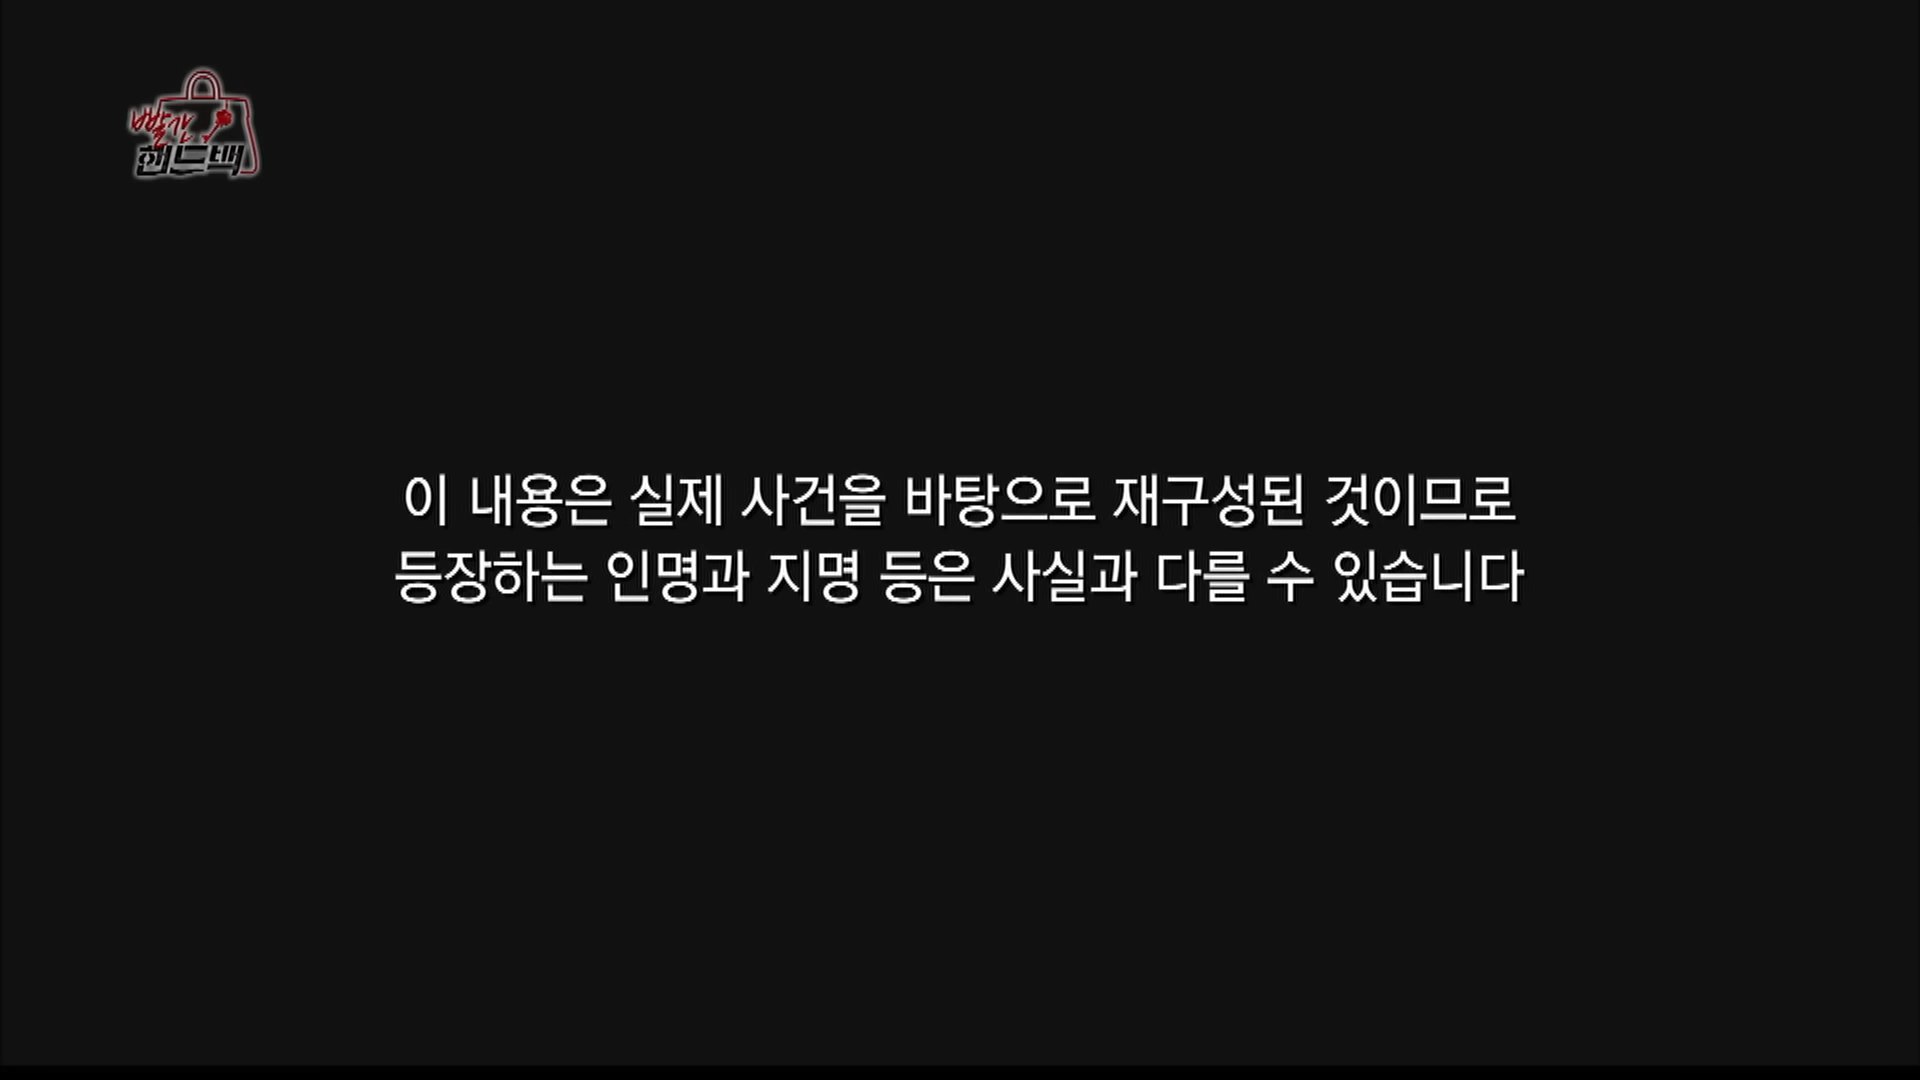 빨간
핸드백
이 내용은 실제 사건을 바탕으로 재구성된 것이므로
등장하는 인명과 지명 등은 사실과 다를 수 있습니다